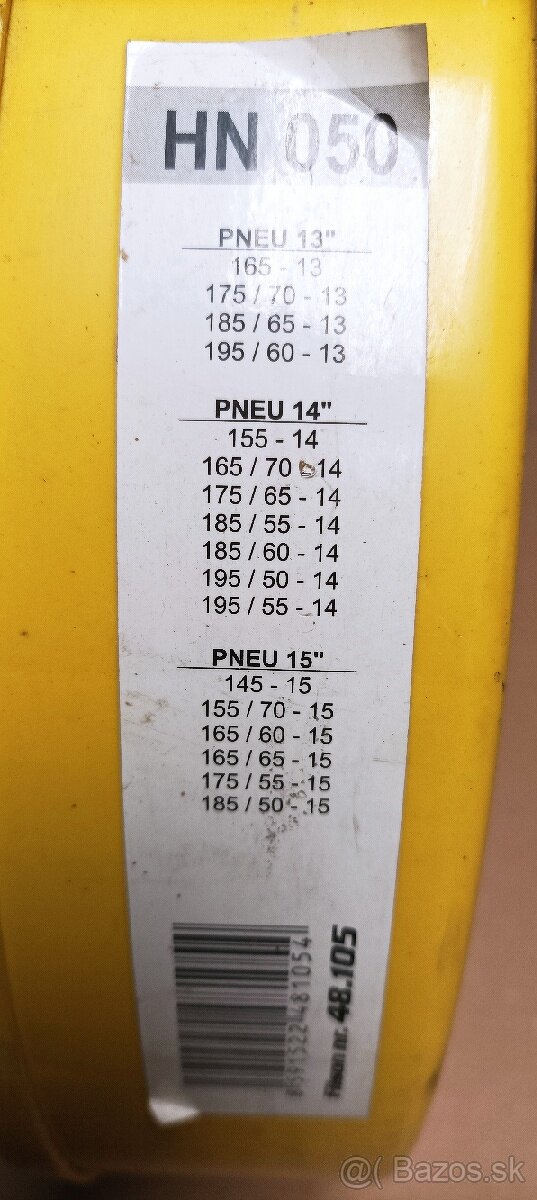 HN 050
PNEU 13"
165 - 13
175 / 70 - 13
185 / 65 - 13
195 / 60 - 13
PNEU 14"
155 - 14
165 / 70 - 14
175 / 65 - 14
185 / 55 - 14
185 / 60 - 14
195 / 50 - 14
195 / 55 - 14
PNEU 15"
145 - 15
155 / 70 - 15
165 / 60 - 15
165 / 65 - 15
175 / 55 - 15
185 / 50 - 15
8591522481054
nr. 48.105
@ Bazos.sk